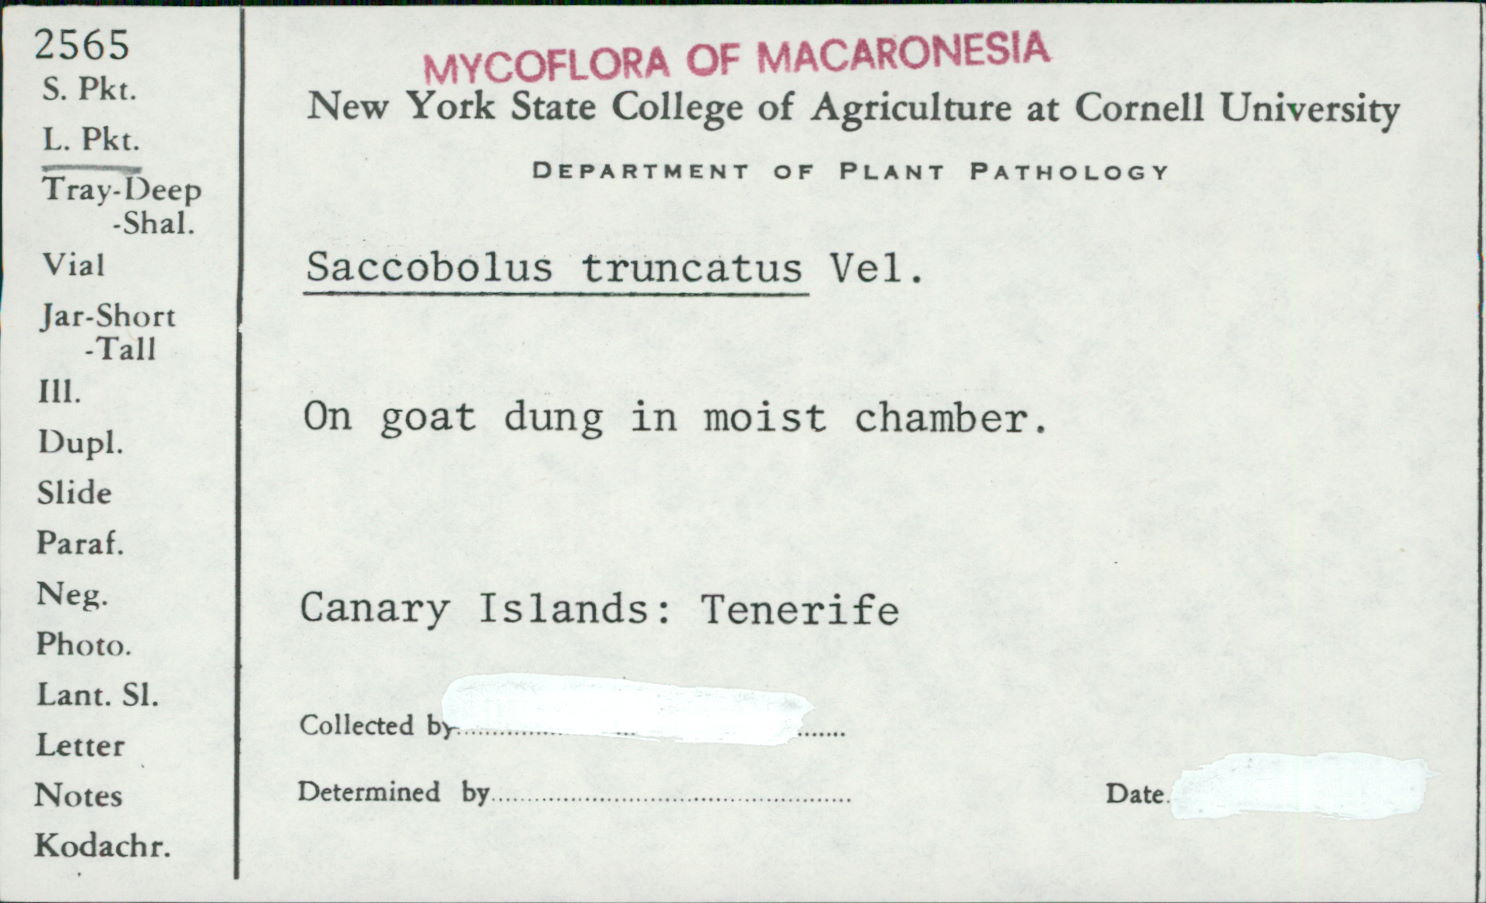 2565
S. Pkt.
L. Pkt.
Tray-Deep
-Shal.
Vial
Jar-Short
-Tall
Ill.
Dupl.
Slide
Paraf.
Neg.
Photo.
Lant. Sl.
Letter
Notes
Kodachr.
MYCOFLORA OF MACARONESIA
New York State College of Agriculture at Cornell University
DEPARTMENT OF PLANT PATHOLOGY
Saccobolus truncatus Vel.
On goat dung in moist chamber.
Canary Islands: Tenerife
Collected by
Determined by
Date